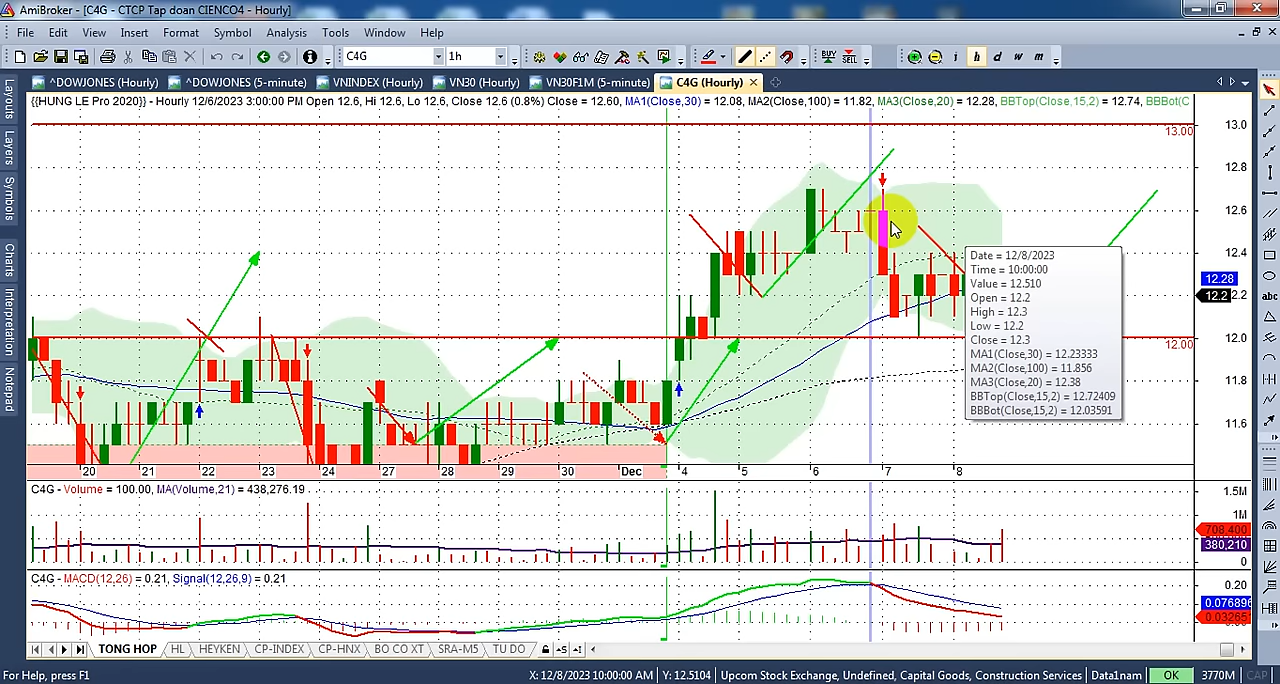 AmiBroker - [C4G - CTCP Tap doan CIENCO4 - Hourly]
File Edit View Insert Format Symbol Analysis Tools Window Help
C4G 1h BUY SELL i h d w m
^DOWJONES (Hourly) ^DOWJONES (5-minute) VNINDEX (Hourly) VN30 (Hourly) VN30F1M (5-minute) C4G (Hourly)
{{HUNG LE Pro 2020}} - Hourly 12/6/2023 3:00:00 PM Open 12.6, Hi 12.6, Lo 12.6, Close 12.6 (0.8%) Close = 12.60, MA1(Close,30) = 12.08, MA2(Close,100) = 11.82, MA3(Close,20) = 12.28, BBTop(Close,15,2) = 12.74, BBBot(C
Layouts
Layers
Symbols
Charts
Interpretation
Notepad
13.00
13.0
12.8
12.6
12.4
12.28
12.2
12.00
12.0
11.8
11.6
Date = 12/8/2023
Time = 10:00:00
Value = 12.510
Open = 12.2
High = 12.3
Low = 12.2
Close = 12.3
MA1(Close,30) = 12.23333
MA2(Close,100) = 11.856
MA3(Close,20) = 12.38
BBTop(Close,15,2) = 12.72409
BBBot(Close,15,2) = 12.03591
abc
20 21 22 23 24 27 28 29 30 Dec 4 5 6 7 8
C4G - Volume = 100.00, MA(Volume,21) = 438,276.19
1.5M
1M
708,400
380,210
0
C4G - MACD(12,26) = 0.21, Signal(12,26,9) = 0.21
0.20
0.076896
0.03265
TONG HOP HL HEYKEN CP-INDEX CP-HNX BO CO XT SRA-M5 TU DO
For Help, press F1 X: 12/8/2023 10:00:00 AM Y: 12.5104 Upcom Stock Exchange, Undefined, Capital Goods, Construction Services Data1nam OK 3770M CAP